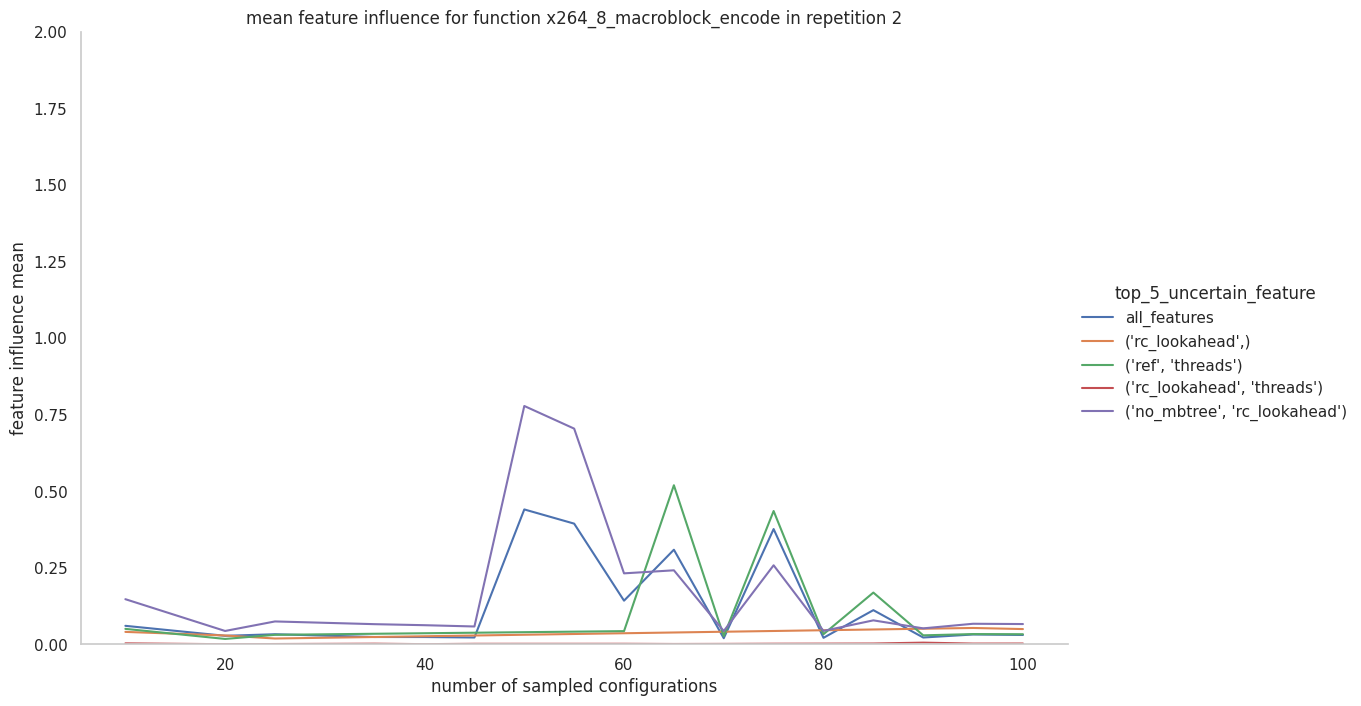 mean feature influence for function x264_8_macroblock_encode in repetition 2
2.00
1.75
1.50
1.25
1.00
0.75
0.50
0.25
0.00
feature influence mean
20
40
60
80
100
number of sampled configurations
top_5_uncertain_feature
all_features
('rc_lookahead',)
('ref', 'threads')
('rc_lookahead', 'threads')
('no_mbtree', 'rc_lookahead')